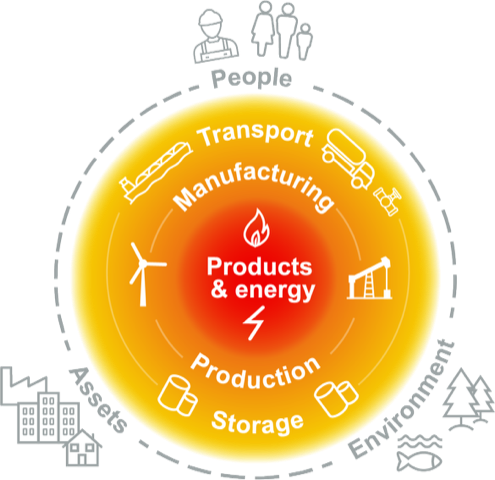 People
Transport
Manufacturing
Products
& energy
Production
Storage
Assets
Environment